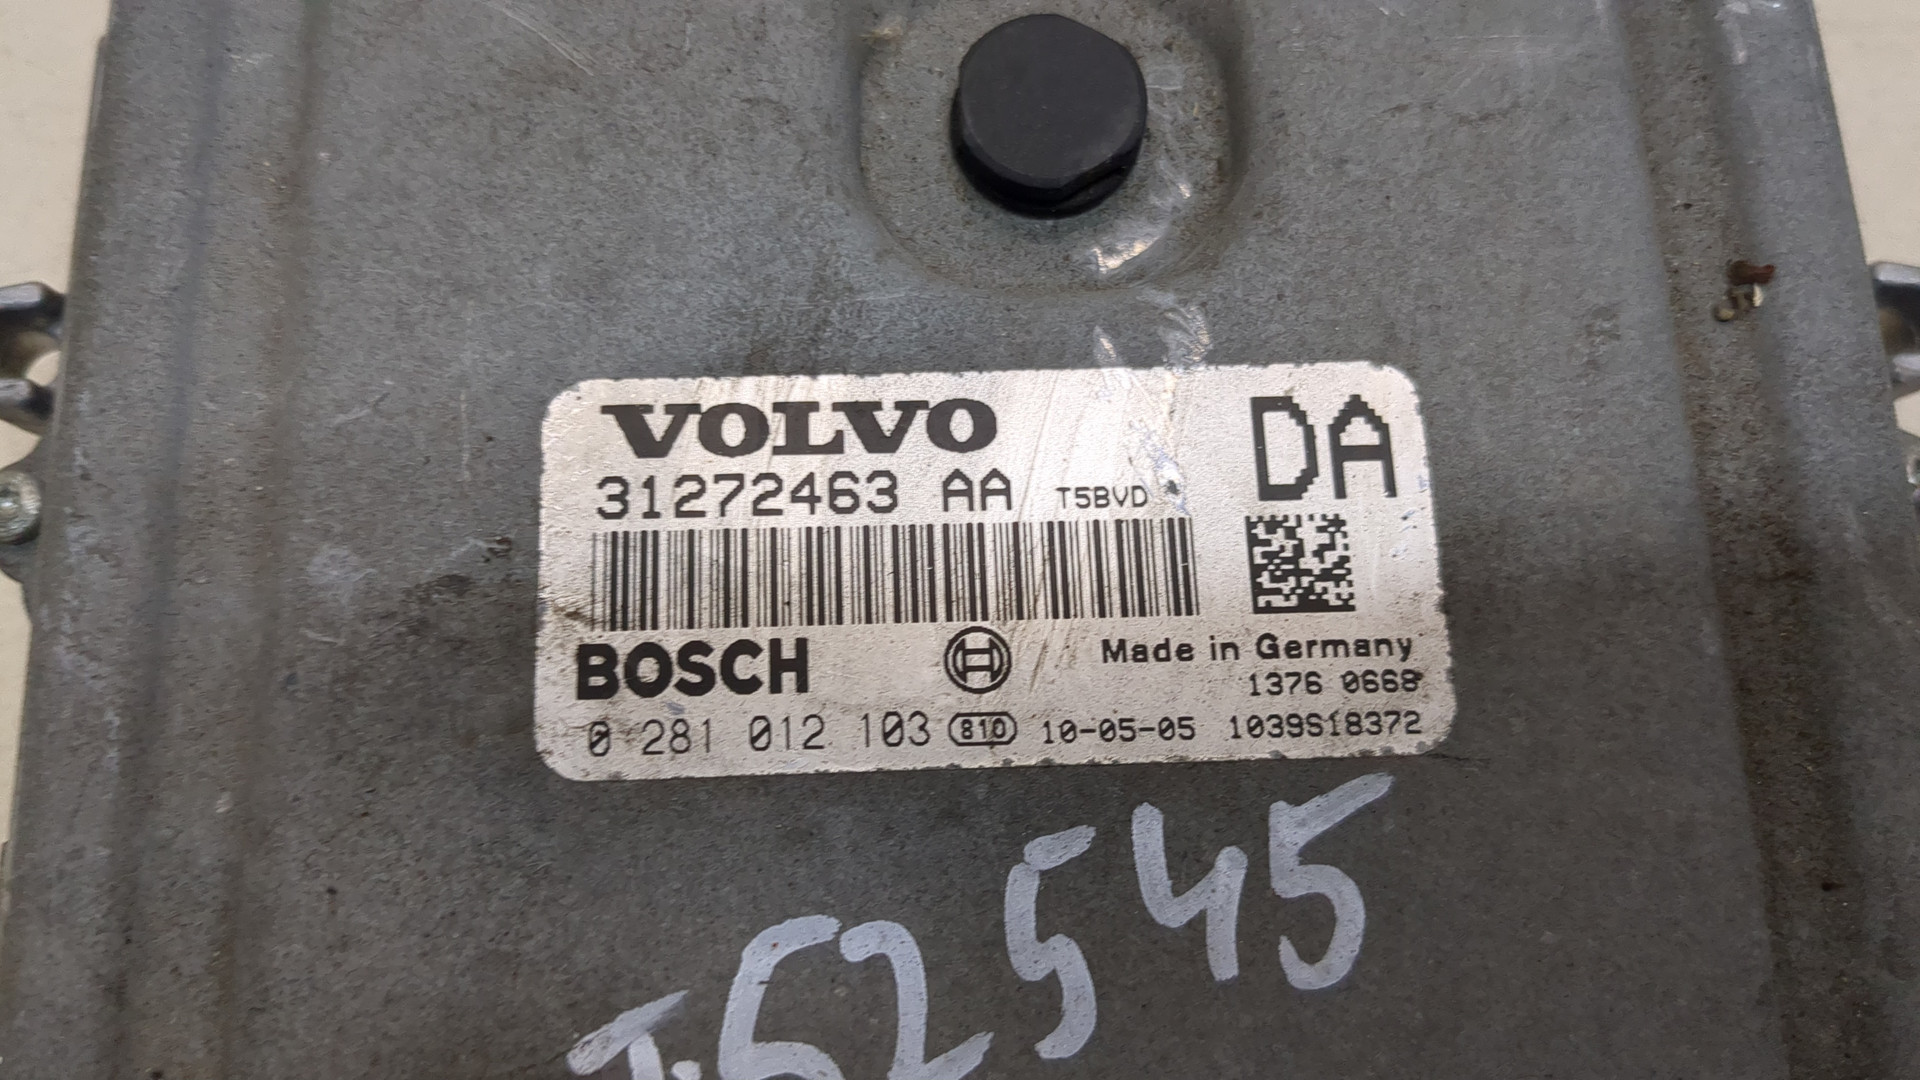 VOLVO
DA
31272463 AA T5BVD
BOSCH
Made in Germany
1376 0668
0 281 012 103 810 10-05-05 1039S18372
T.52545